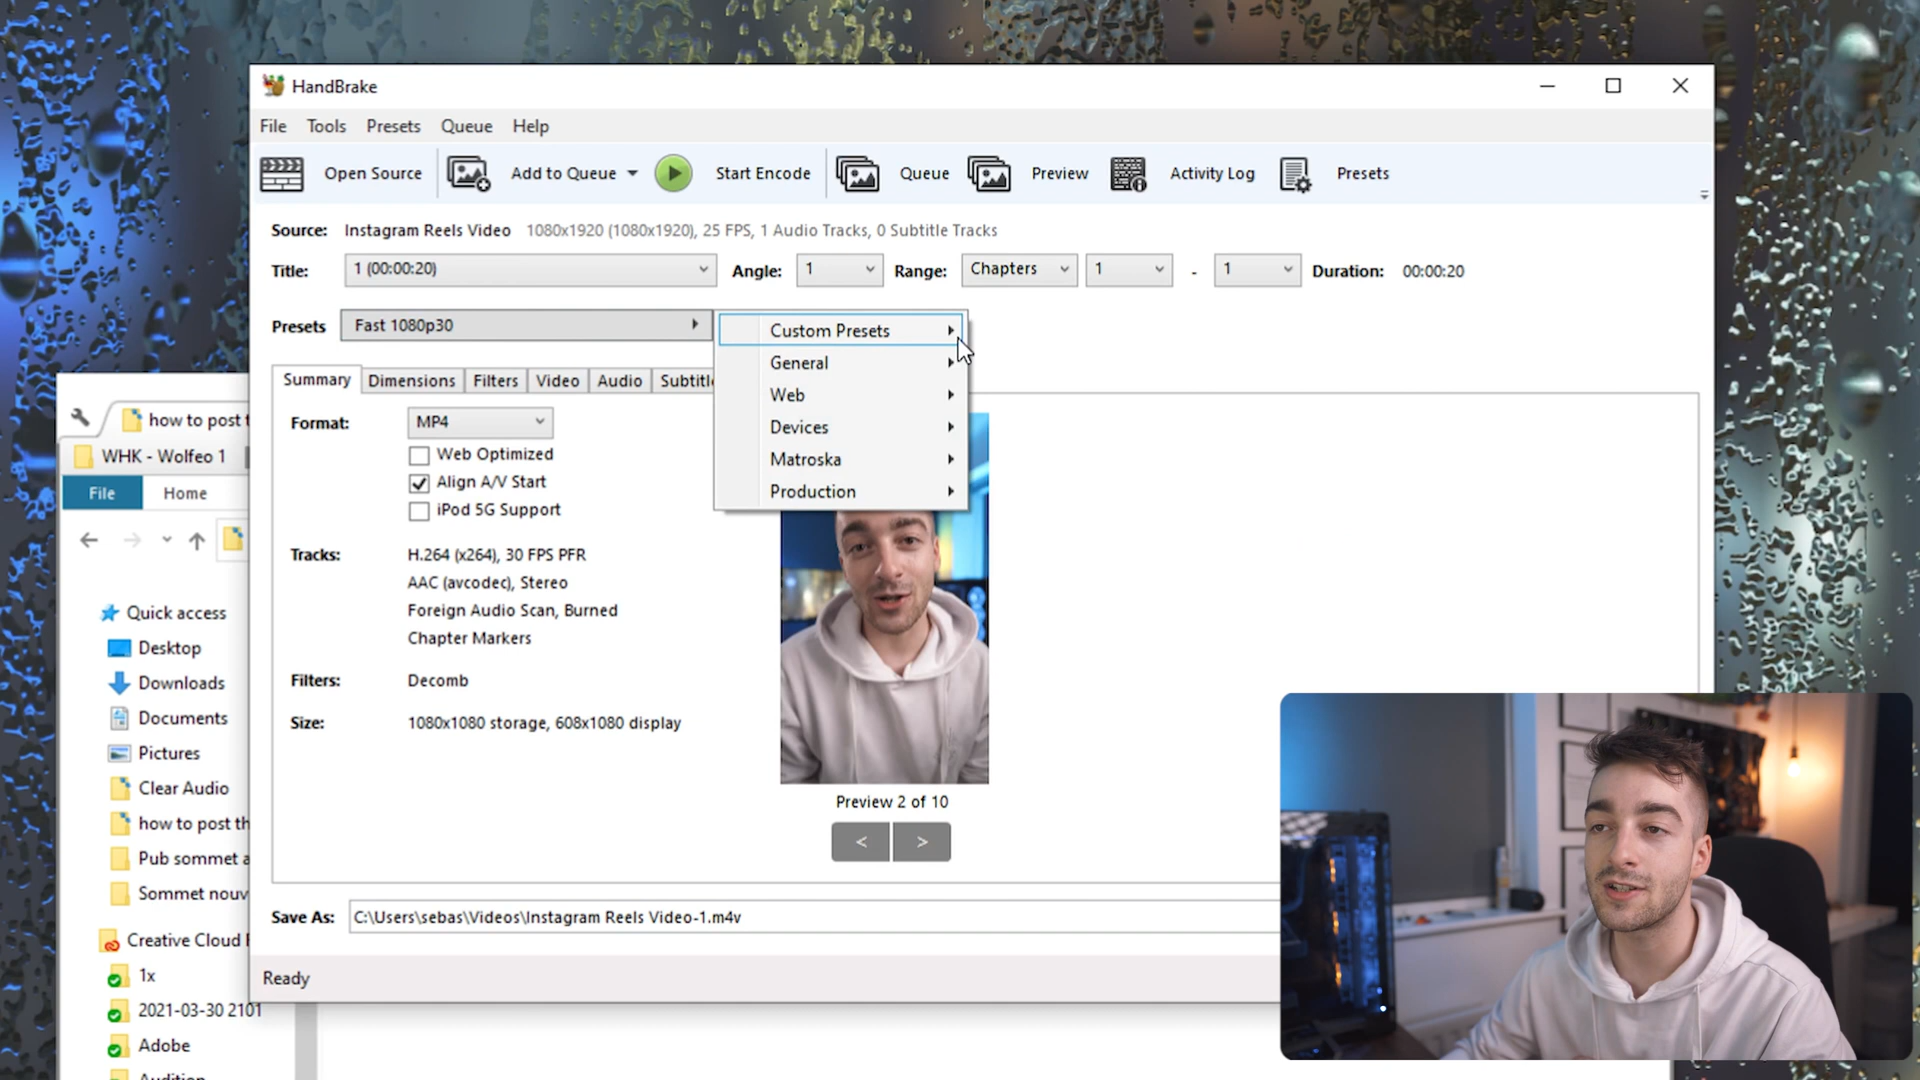 HandBrake
File Tools Presets Queue Help
Open Source Add to Queue Start Encode Queue Preview Activity Log Presets
Source: Instagram Reels Video 1080x1920 (1080x1920), 25 FPS, 1 Audio Tracks, 0 Subtitle Tracks
Title: 1 (00:00:20) Angle: 1 Range: Chapters 1 - 1 Duration: 00:00:20
Presets Fast 1080p30
Custom Presets
General
Web
Devices
Matroska
Production
Summary Dimensions Filters Video Audio Subtitle
Format: MP4
Web Optimized
Align A/V Start
iPod 5G Support
Tracks: H.264 (x264), 30 FPS PFR
AAC (avcodec), Stereo
Foreign Audio Scan, Burned
Chapter Markers
Filters: Decomb
Size: 1080x1080 storage, 608x1080 display
Preview 2 of 10
< >
Save As: C:\Users\sebas\Videos\Instagram Reels Video-1.m4v
Ready
how to post t
WHK - Wolfeo 1
File Home
Quick access
Desktop
Downloads
Documents
Pictures
Clear Audio
how to post th
Pub sommet a
Sommet nouv
Creative Cloud F
1x
2021-03-30 2101
Adobe
Audition